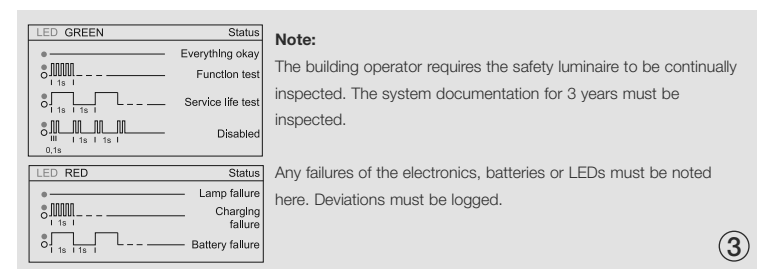 LED GREEN Status
Everything okay
Function test
1s
Service life test
1s 1s
Disabled
1s 1s
0,1s
LED RED Status
Lamp failure
Charging
failure
1s
Battery failure
1s 1s
Note:
The building operator requires the safety luminaire to be continually
inspected. The system documentation for 3 years must be
inspected.
Any failures of the electronics, batteries or LEDs must be noted
here. Deviations must be logged.
3